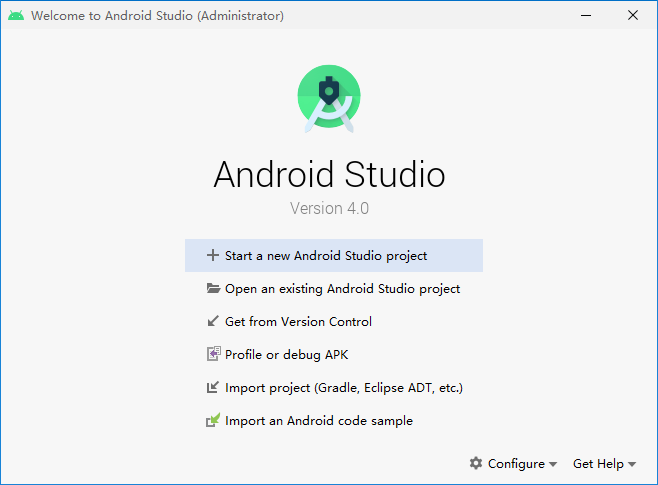 Welcome to Android Studio (Administrator)
Android Studio
Version 4.0
Start a new Android Studio project
Open an existing Android Studio project
Get from Version Control
Profile or debug APK
Import project (Gradle, Eclipse ADT, etc.)
Import an Android code sample
Configure Get Help